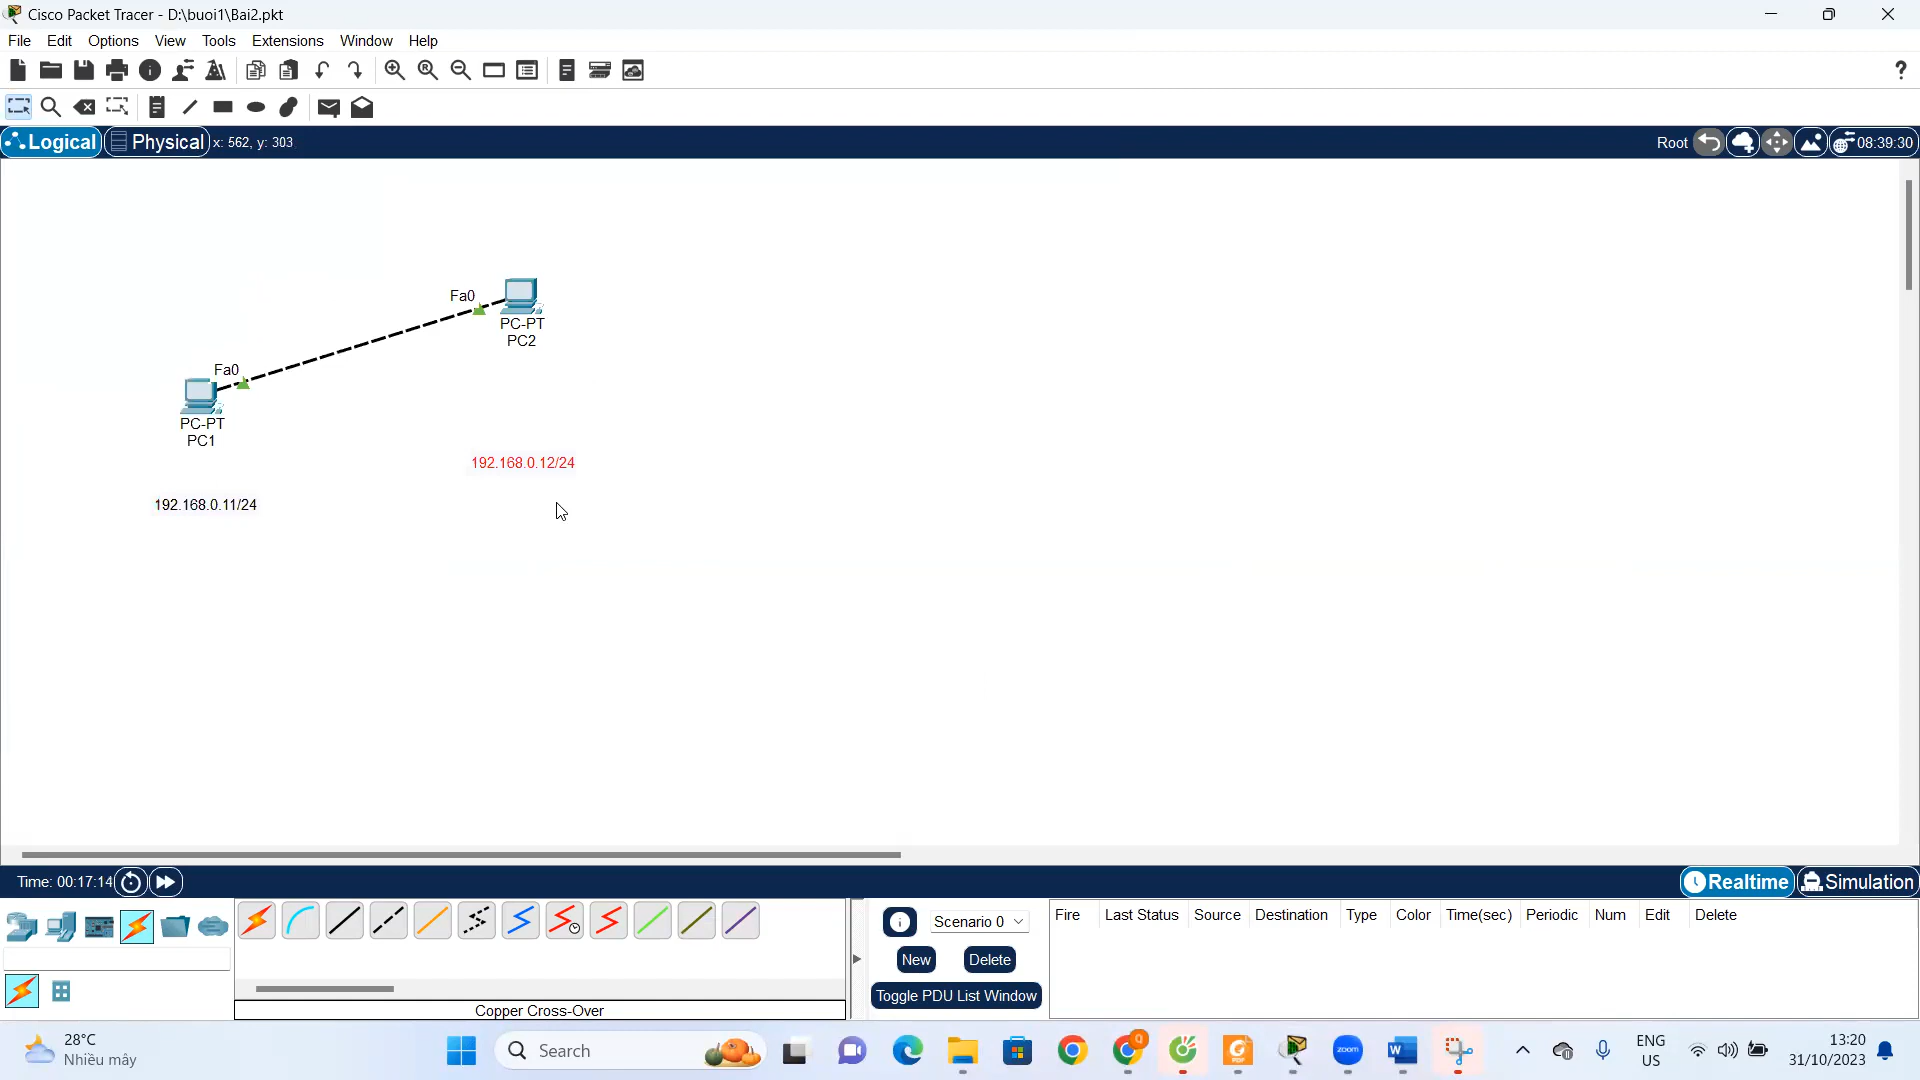 Cisco Packet Tracer - D:\buoi1\Bai2.pkt
File Edit Options View Tools Extensions Window Help
?
Logical Physical x: 562, y: 303 Root 08:39:30
Fa0
PC-PT
PC2
Fa0
PC-PT
PC1
192.168.0.12/24
192.168.0.11/24
Time: 00:17:14 Realtime Simulation
Scenario 0
Fire Last Status Source Destination Type Color Time(sec) Periodic Num Edit Delete
New Delete
Toggle PDU List Window
Copper Cross-Over
28°C
Nhiều mây
Search
zoom
ENG
US
13:20
31/10/2023